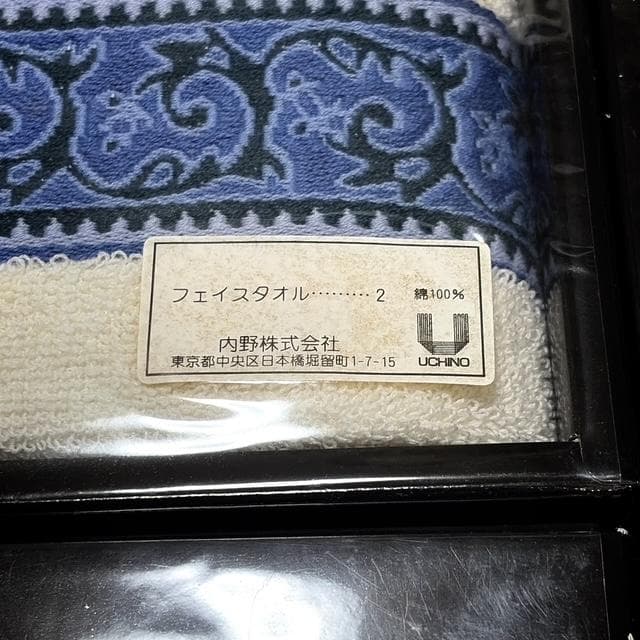 フェイスタオル………2 綿100%
内野株式会社
東京都中央区日本橋堀留町1-7-15
UCHINO